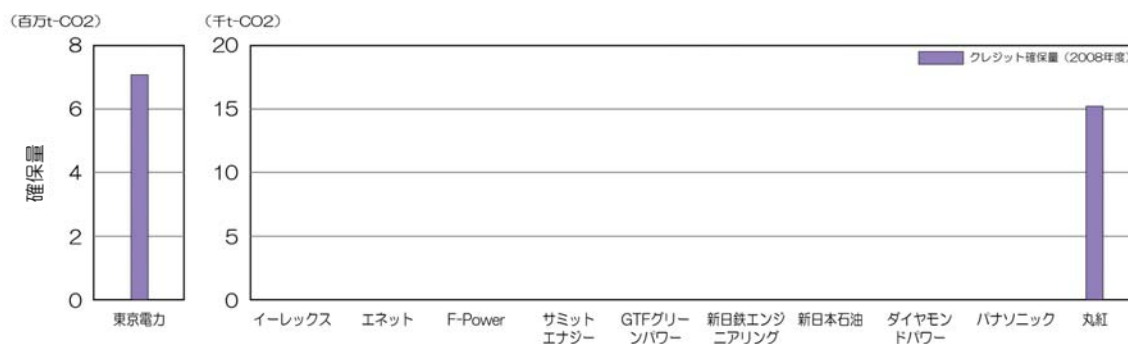 （百万t-CO2）
（千t-CO2）
8
6
4
2
0
確保量
東京電力
20
15
10
5
0
クレジット確保量（2008年度）
イーレックス
エネット
F-Power
サミット
エナジー
GTFグリー
ンパワー
新日鉄エンジ
ニアリング
新日本石油
ダイヤモン
ドパワー
パナソニック
丸紅